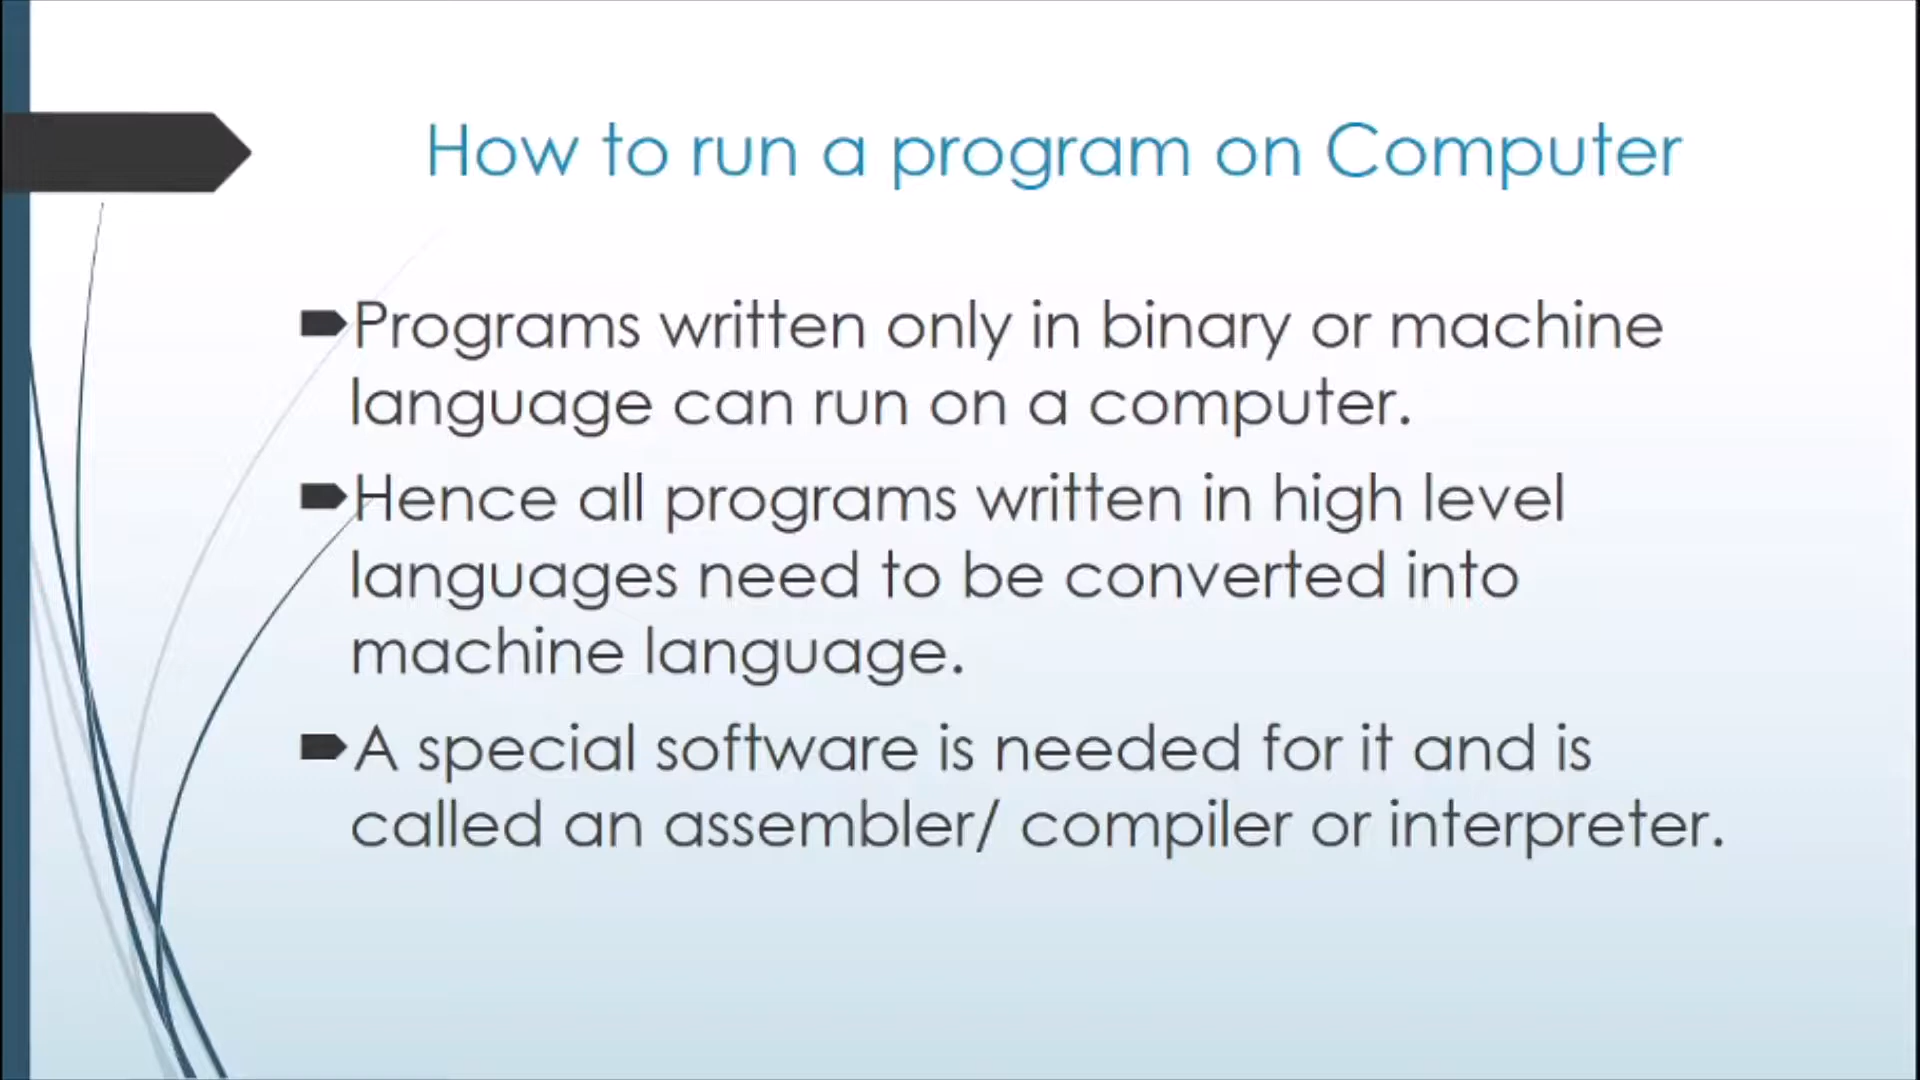 How to run a program on Computer
Programs written only in binary or machine
language can run on a computer.
Hence all programs written in high level
languages need to be converted into
machine language.
A special software is needed for it and is
called an assembler/ compiler or interpreter.